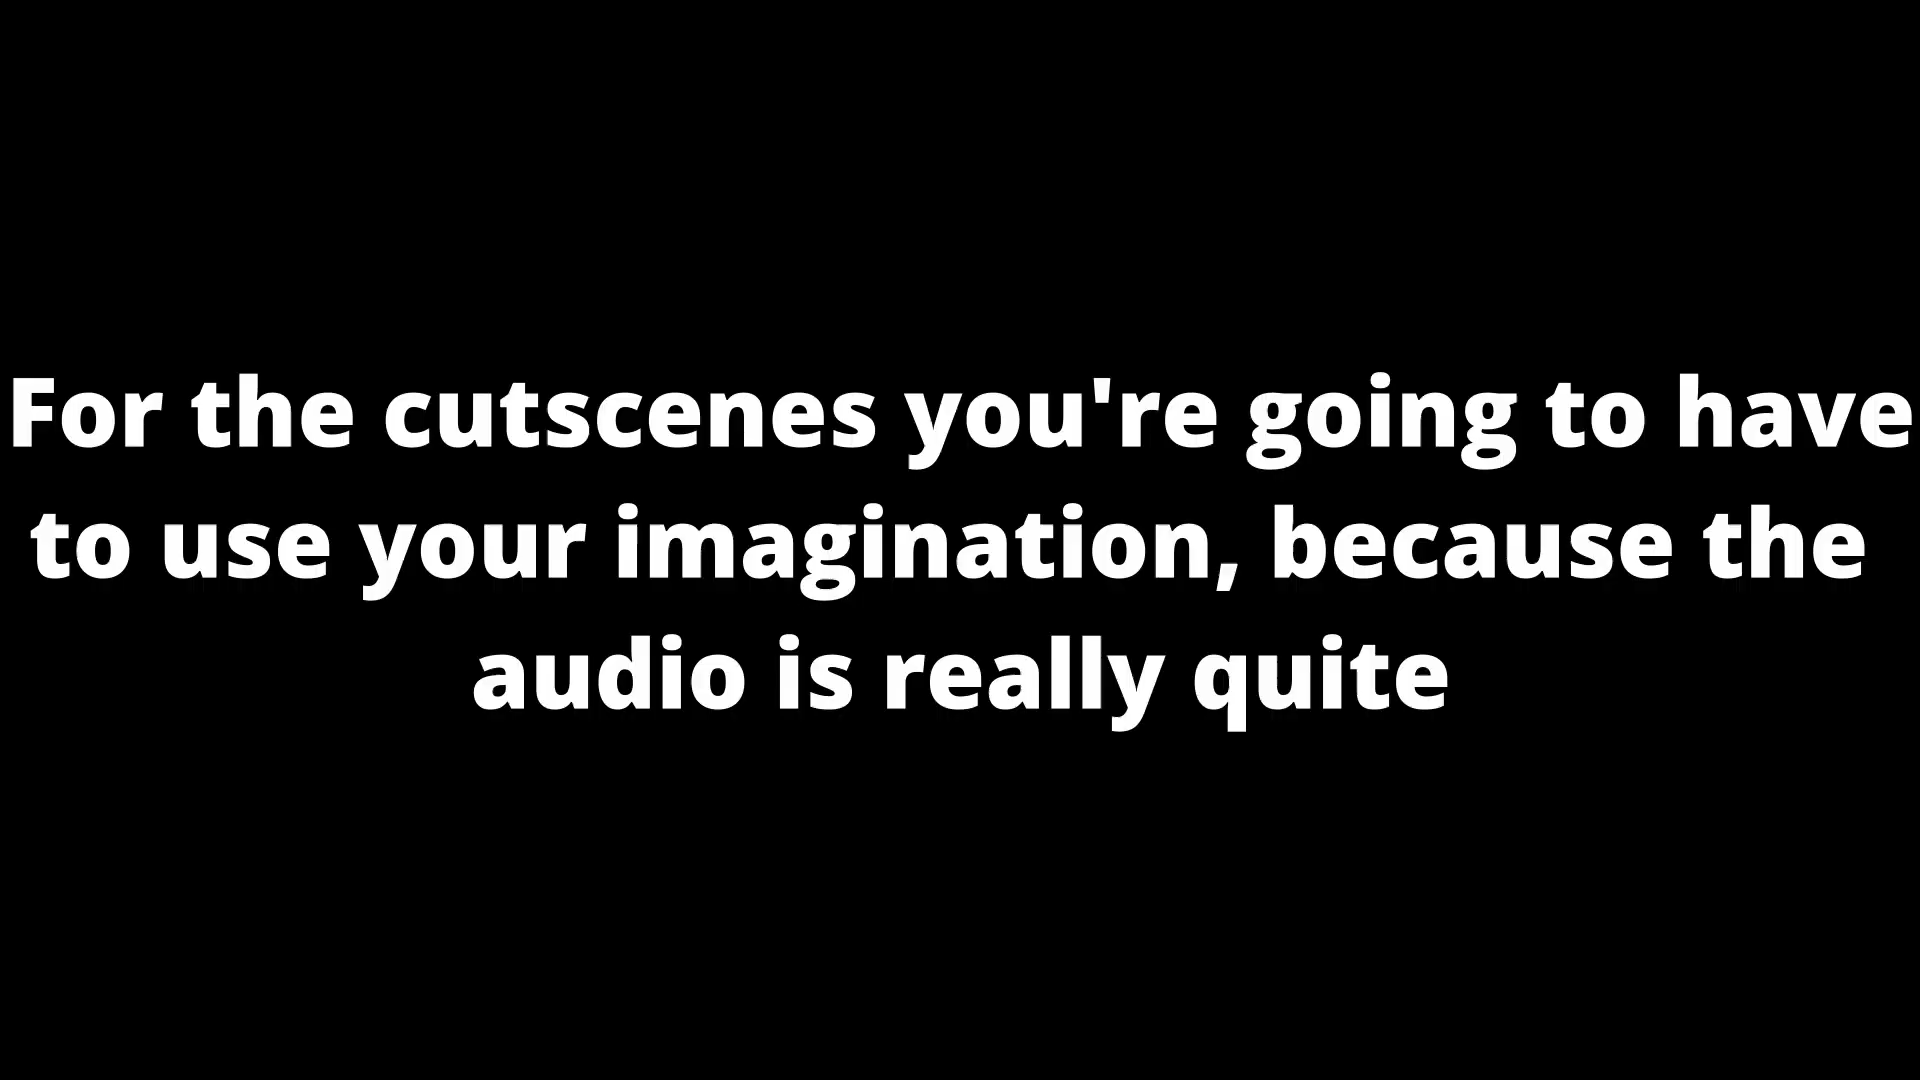 For the cutscenes you're going to have
to use your imagination, because the
audio is really quite